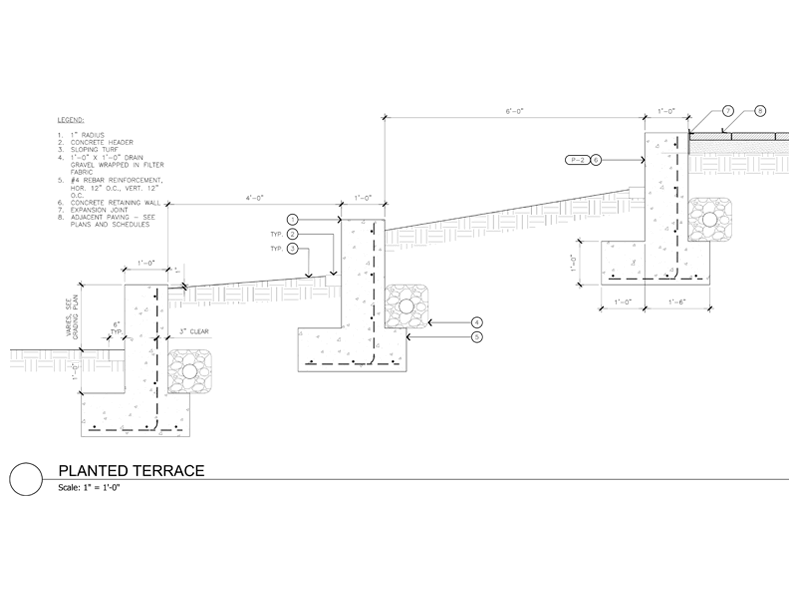 LEGEND:
1. 1" RADIUS
2. CONCRETE HEADER
3. SLOPING TURF
4. 1'-0" X 1'-0" DRAIN
GRAVEL WRAPPED IN FILTER
FABRIC
5. #4 REBAR REINFORCEMENT,
HOR. 12" O.C., VERT. 12"
O.C.
6. CONCRETE RETAINING WALL
7. EXPANSION JOINT
8. ADJACENT PAVING - SEE
PLANS AND SCHEDULES
6'-0"
1'-0"
7
8
P-2
6
4'-0"
1'-0"
1
TYP.
2
TYP.
3
1'-0"
1"
VARIES, SEE
GRADING PLAN
6"
TYP.
3" CLEAR
1'-0"
4
5
1'-0"
1'-0"
1'-6"
PLANTED TERRACE
Scale: 1" = 1'-0"